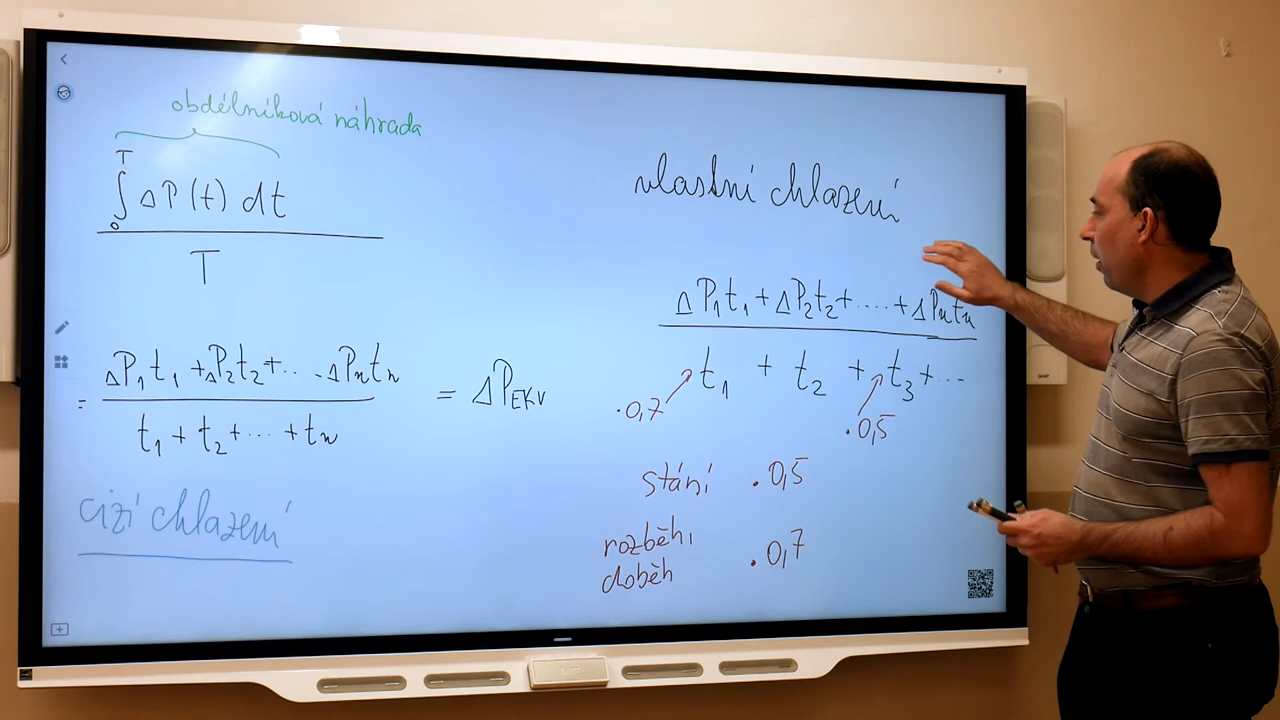 obdélníková náhrada
T
∫ ΔP(t) dt
0
T
= ΔP₁t₁ + ΔP₂t₂ + ... ΔPₙtₙ
t₁ + t₂ + ... + tₙ
= ΔP_EKV
cizí chlazení
vlastní chlazení
ΔP₁t₁ + ΔP₂t₂ + .... + ΔPₙtₙ
t₁ + t₂ + t₃ + ...
·0,7
·0,5
stání ·0,5
rozběh,
doběh ·0,7